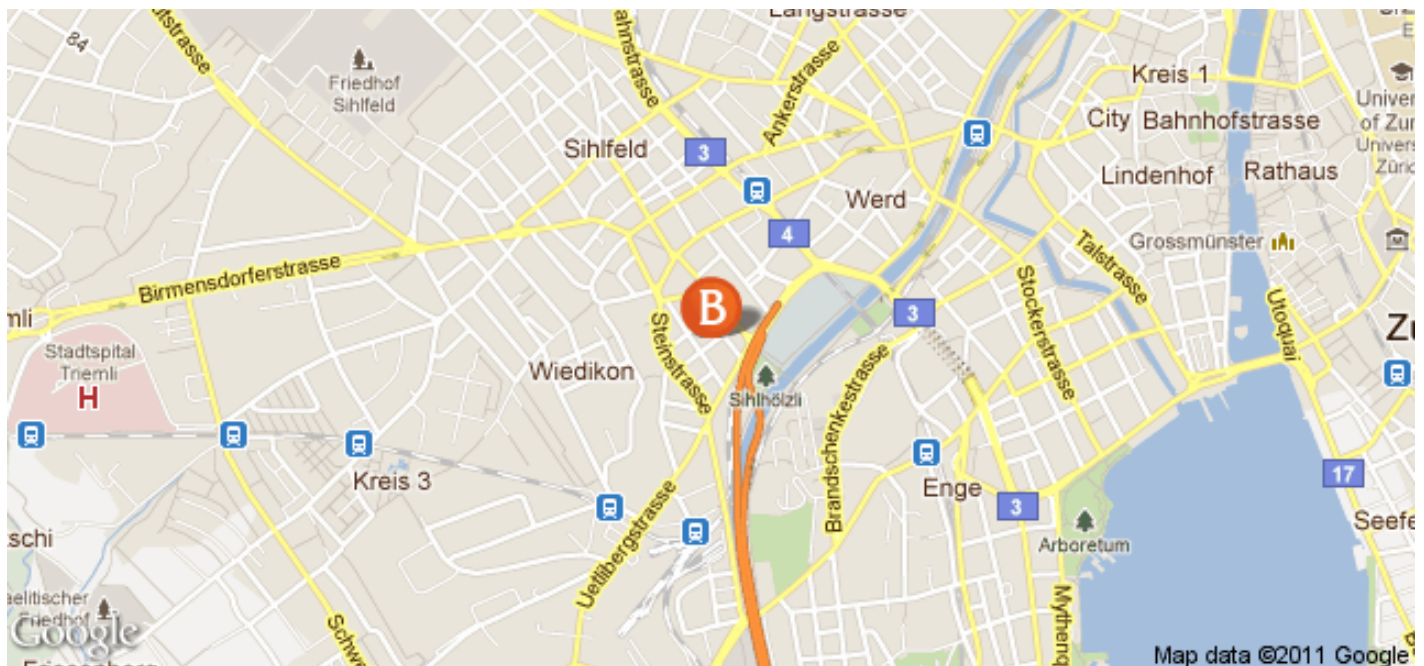 Langstrasse
84
Friedhof
Sihlfeld
Ankerstrasse
Kreis 1
City
Bahnhofstrasse
of Zur
Sihlfeld
3
Lindenhof
Rathaus
Werd
4
Grossmünster
Talstrasse
Birmensdorferstrasse
Stockerstrasse
B
3
Utoquai
Stadtspital
Triemli
H
Steinstrasse
Wiedikon
Sihlhölzli
Brandschenkestrasse
Kreis 3
Enge
3
17
Uetlibergstrasse
Arboretum
Friedhof
Google
Map data ©2011 Google